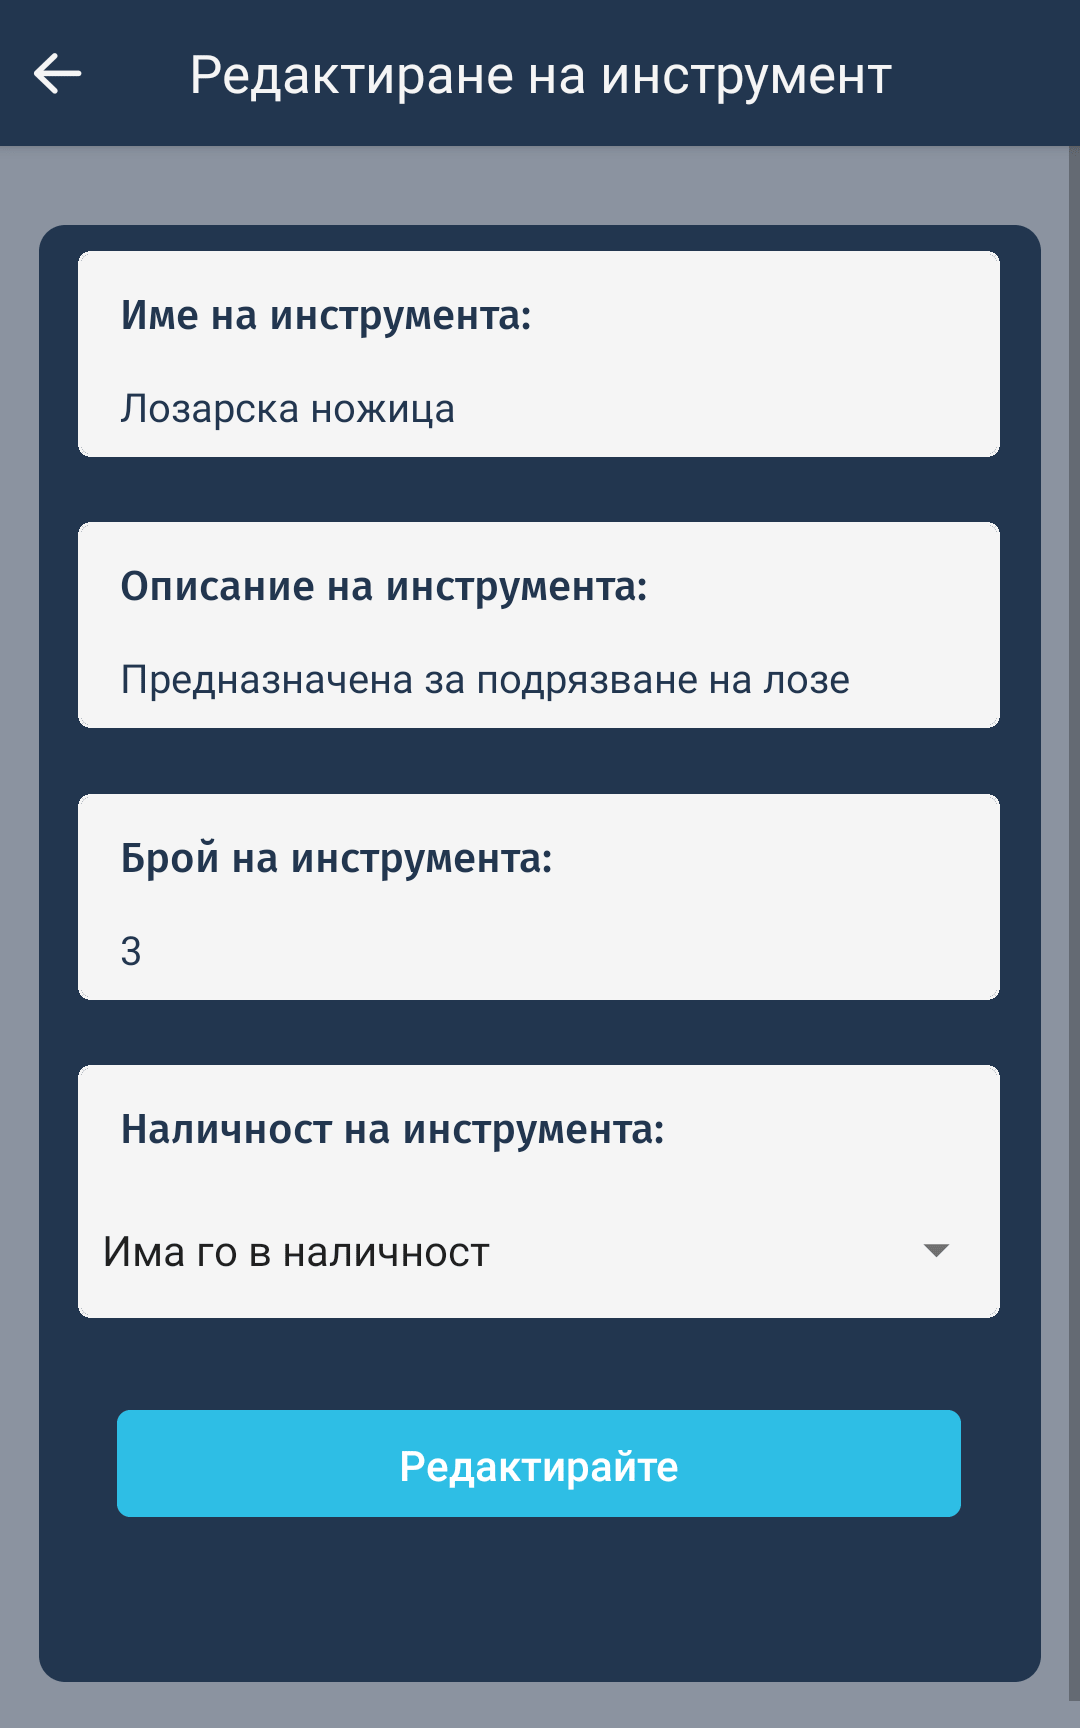 Редактиране на инструмент
Име на инструмента:
Лозарска ножица
Описание на инструмента:
Предназначена за подрязване на лозе
Брой на инструмента:
3
Наличност на инструмента:
Има го в наличност
Редактирайте